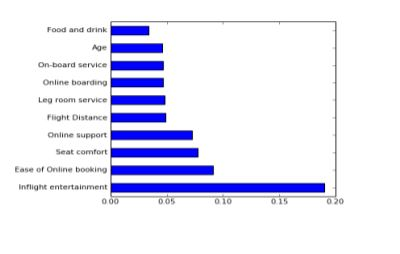 Food and drink
Age
On-board service
Online boarding
Leg room service
Flight Distance
Online support
Seat comfort
Ease of Online booking
Inflight entertainment
0.00 0.05 0.10 0.15 0.20